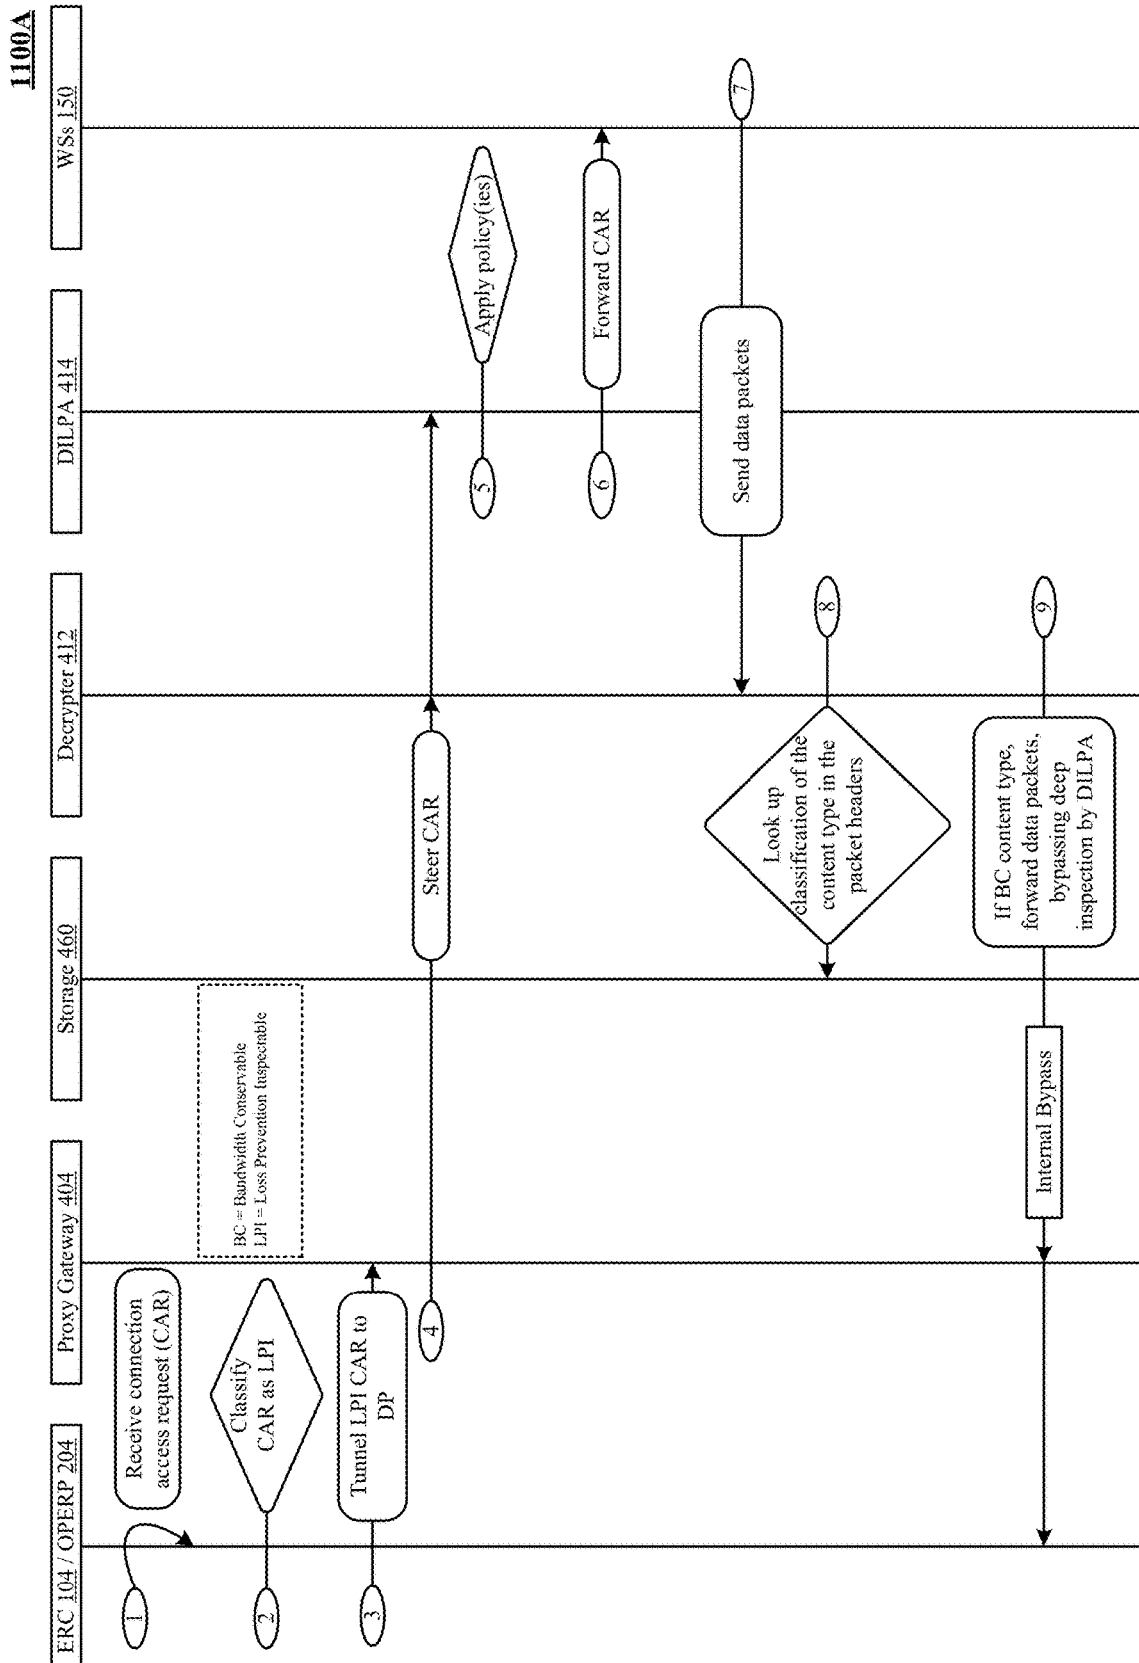 1100A
ERC 104 / OPERP 204
Proxy Gateway 404
Storage 460
Decrypter 412
DILPA 414
WSs 150
1
Receive connection
access request (CAR)
2
Classify
CAR as LPI
BC = Bandwidth Conservable
LPI = Loss Prevention Inspectable
3
Tunnel LPI CAR to
DP
4
Steer CAR
5
Apply policy(ies)
6
Forward CAR
7
Send data packets
8
Look up
classification of the
content type in the
packet headers
9
If BC content type,
forward data packets,
bypassing deep
inspection by DILPA
Internal Bypass